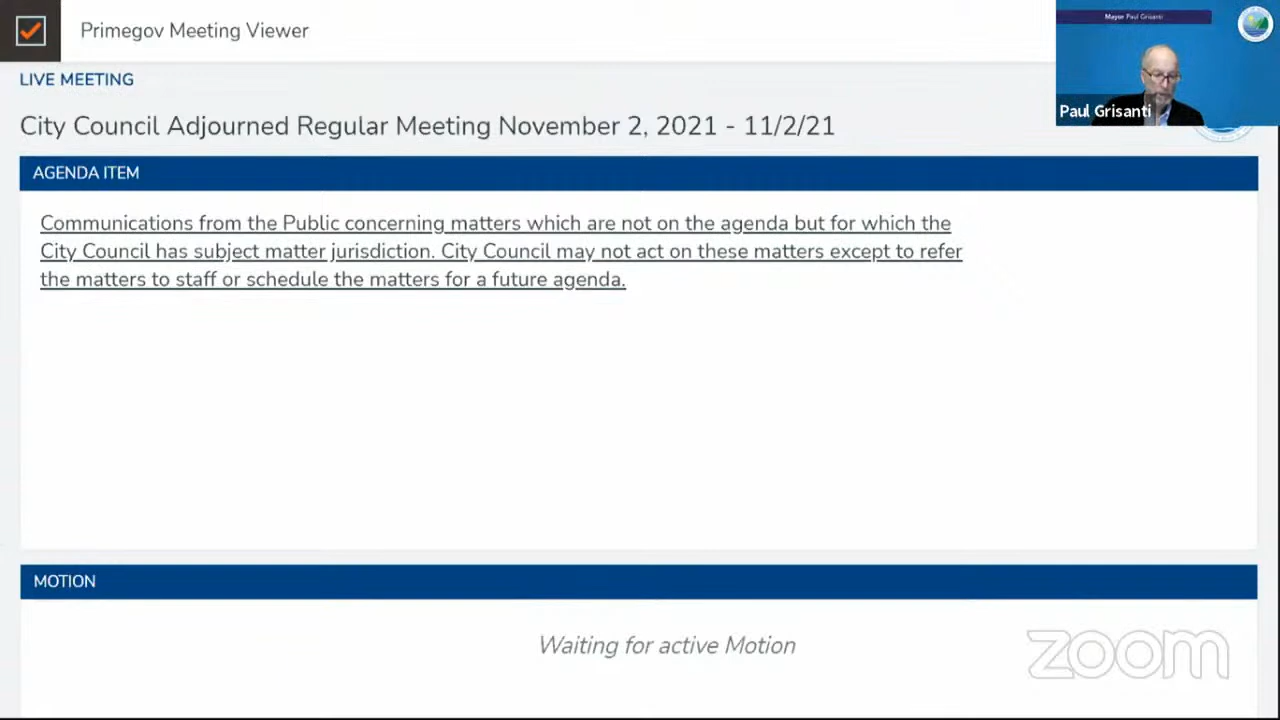 Primegov Meeting Viewer
Mayor Paul Grisanti
Paul Grisanti
LIVE MEETING
City Council Adjourned Regular Meeting November 2, 2021 - 11/2/21
AGENDA ITEM
Communications from the Public concerning matters which are not on the agenda but for which the
City Council has subject matter jurisdiction. City Council may not act on these matters except to refer
the matters to staff or schedule the matters for a future agenda.
MOTION
Waiting for active Motion
zoom